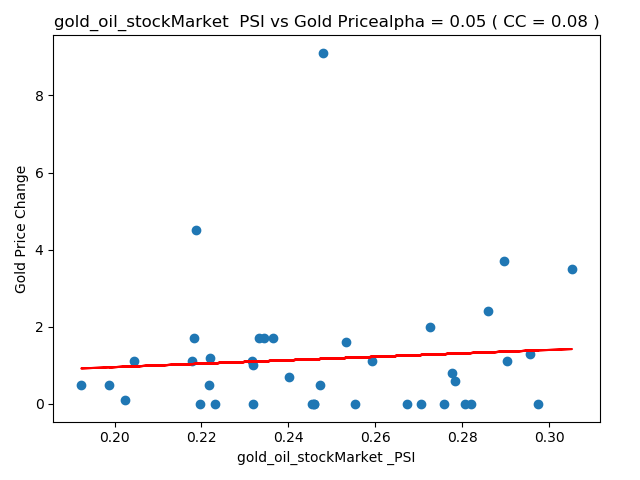 gold_oil_stockMarket  PSI vs Gold Pricealpha = 0.05 ( CC = 0.08 )
Gold Price Change
8
6
4
2
0
0.20 0.22 0.24 0.26 0.28 0.30
gold_oil_stockMarket _PSI